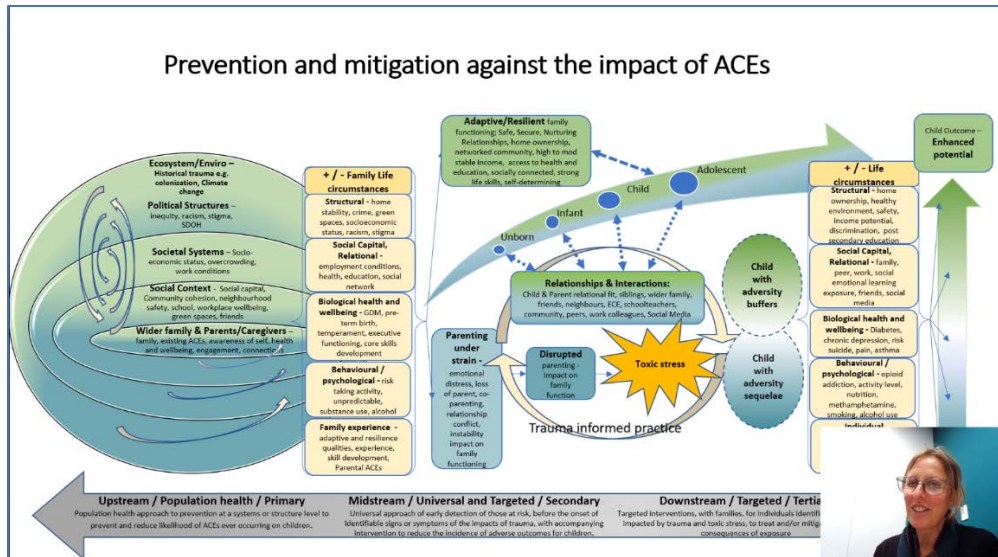 Prevention and mitigation against the impact of ACEs
Ecosystem/Enviro –
Historical trauma e.g.
colonization, Climate
change
Political Structures –
inequity, racism, stigma,
SDOH
Societal Systems – Socio-
economic status, overcrowding,
work conditions
Social Context - Social capital,
Community cohesion, neighbourhood
safety, school, workplace wellbeing,
green spaces, friends
Wider family & Parents/Caregivers –
family, existing ACEs, awareness of self, health
and wellbeing, engagement, connection
+ / - Family Life
circumstances
Structural - home
stability, crime, green
spaces, socioeconomic
status, racism, stigma
Social Capital,
Relational -
employment conditions,
health, education, social
network
Biological health and
wellbeing - GDM, pre-
term birth,
temperament, executive
functioning, core skills
development
Behavioural /
psychological - risk
taking activity,
unpredictable,
substance use, alcohol
Family experience -
adaptive and resilience
qualities, experience,
skill development,
Parental ACEs
Adaptive/Resilient family
functioning; Safe, Secure, Nurturing
Relationships, home ownership,
networked community, high to mod
stable income, access to health and
education, socially connected, strong
life skills, self-determining
Unborn
Infant
Child
Adolescent
Relationships & Interactions:
Child & Parent relational fit, siblings, wider family,
friends, neighbours, ECE, schoolteachers,
community, peers, work colleagues, Social Media
Parenting
under
strain -
emotional
distress, loss
of parent, co-
parenting,
relationship
conflict,
instability
impact on
family
functioning
Disrupted
parenting -
impact on
family
function
Toxic stress
Trauma informed practice
Child
with
adversity
buffers
Child
with
adversity
sequelae
+ / - Life
circumstances
Structural - home
ownership, healthy
environment, safety,
income potential,
discrimination, post
secondary education
Social Capital,
Relational - family,
peer, work, social
emotional learning
exposure, friends, social
media
Biological health and
wellbeing - Diabetes,
chronic depression, risk
suicide, pain, asthma
Behavioural /
psychological - opioid
addiction, activity level,
nutrition,
methamphetamine,
smoking, alcohol use
Individual
Child Outcome –
Enhanced
potential
Upstream / Population health / Primary
Population health approach to prevention at a systems or structure level to
prevent and reduce likelihood of ACEs ever occurring on children.
Midstream / Universal and Targeted / Secondary
Universal approach of early detection of those at risk, before the onset of
identifiable signs or symptoms of the impacts of trauma, with accompanying
intervention to reduce the incidence of adverse outcomes for children.
Downstream / Targeted /
Targeted interventions, with families, for individuals
impacted by trauma and toxic stress, to treat and/or
consequences of exposure